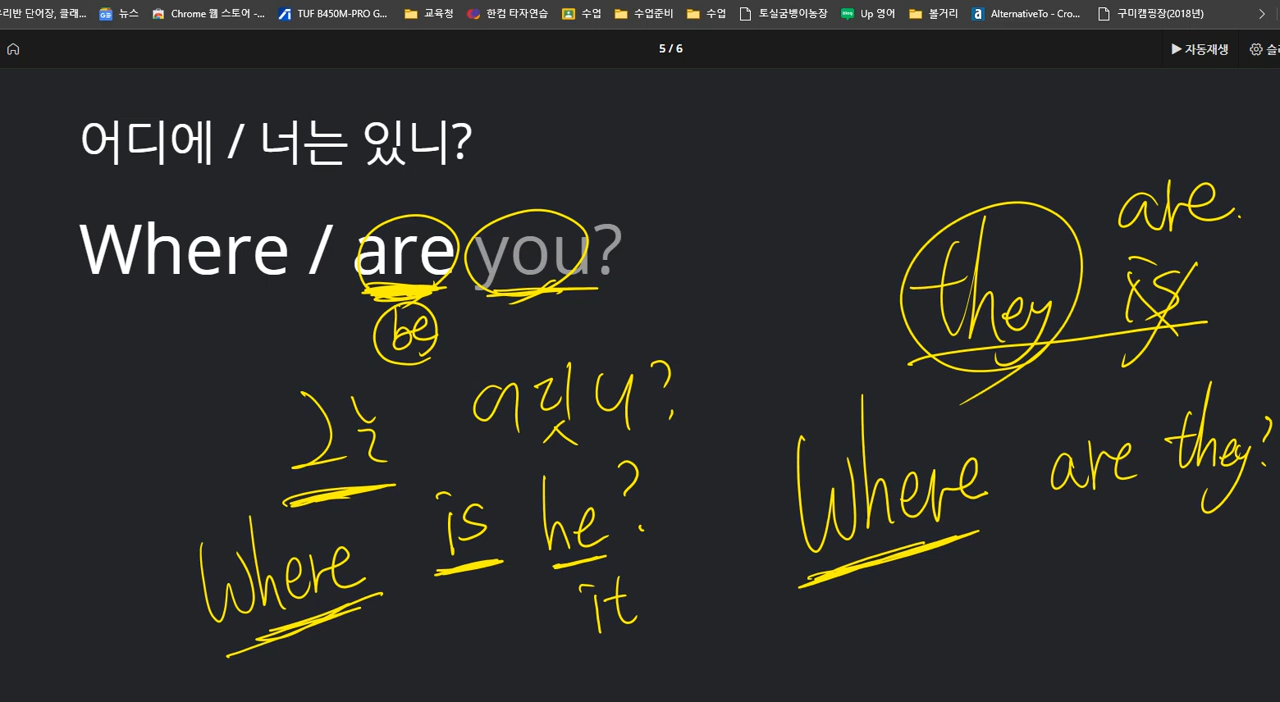 우리반 단어장, 클래... 뉴스 Chrome 웹 스토어 -... TUF B450M-PRO G... 교육청 한컴 타자연습 수업 수업준비 수업 토실굼벵이농장 Up 영어 볼거리 AlternativeTo - Cro... 구미캠핑장(2018년)
5 / 6
▶ 자동재생
어디에 / 너는 있니?
Where / are you?
be
그는 어딨니?
Where is he?
it
they are.
is
Where are they?